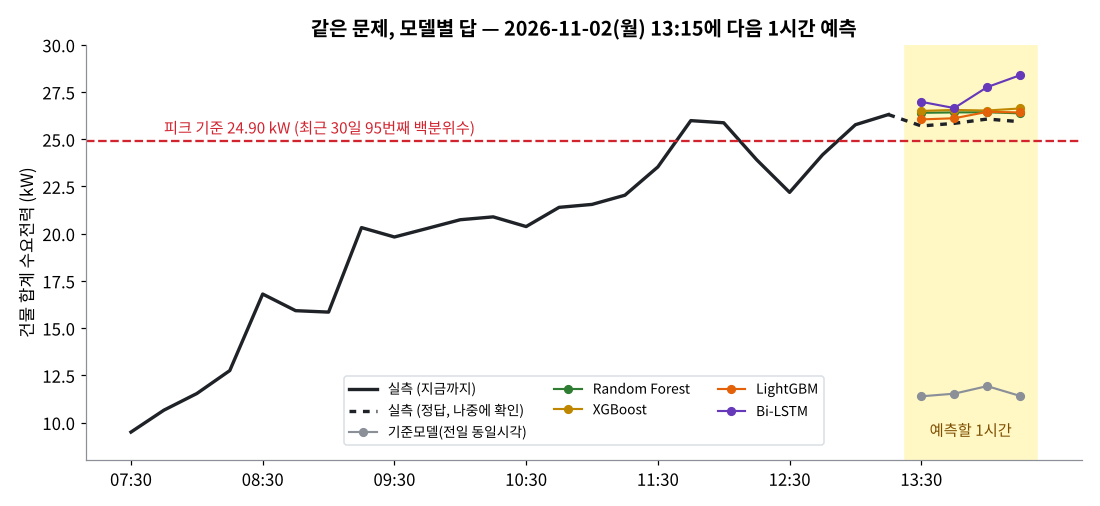 같은 문제, 모델별 답 — 2026-11-02(월) 13:15에 다음 1시간 예측
건물 합계 수요전력 (kW)
30.0
27.5
25.0
22.5
20.0
17.5
15.0
12.5
10.0
피크 기준 24.90 kW (최근 30일 95번째 백분위수)
실측 (지금까지)
실측 (정답, 나중에 확인)
기준모델(전일 동일시각)
Random Forest
XGBoost
LightGBM
Bi-LSTM
예측할 1시간
07:30
08:30
09:30
10:30
11:30
12:30
13:30